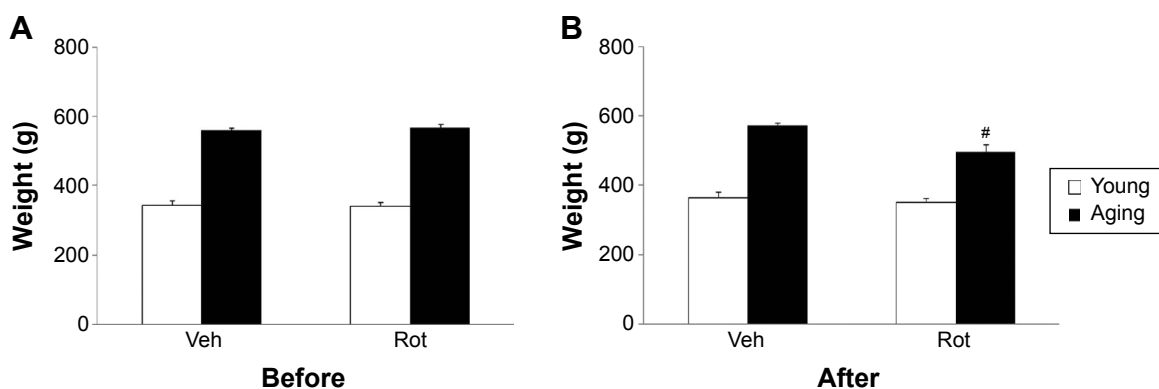 A
B
800
600
400
200
0
Weight (g)
Veh
Rot
Before
800
600
400
200
0
Weight (g)
#
Veh
Rot
After
Young
Aging